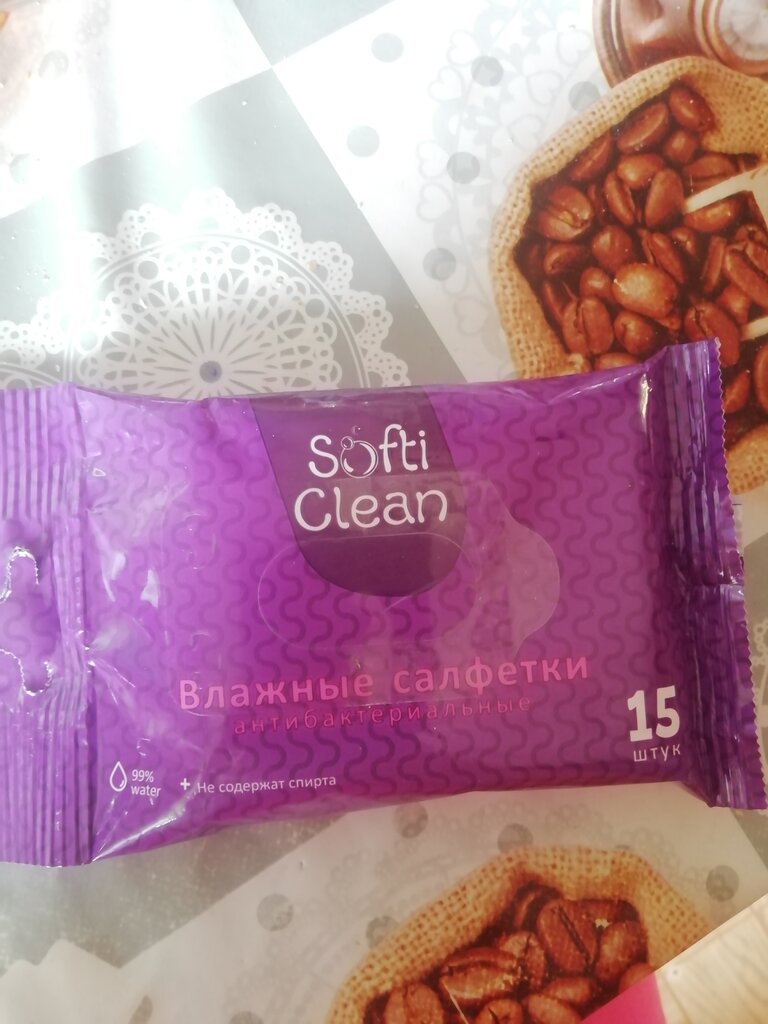 Softi
Clean
Влажные салфетки
антибактериальные
15
штук
99%
water
+ Не содержат спирта